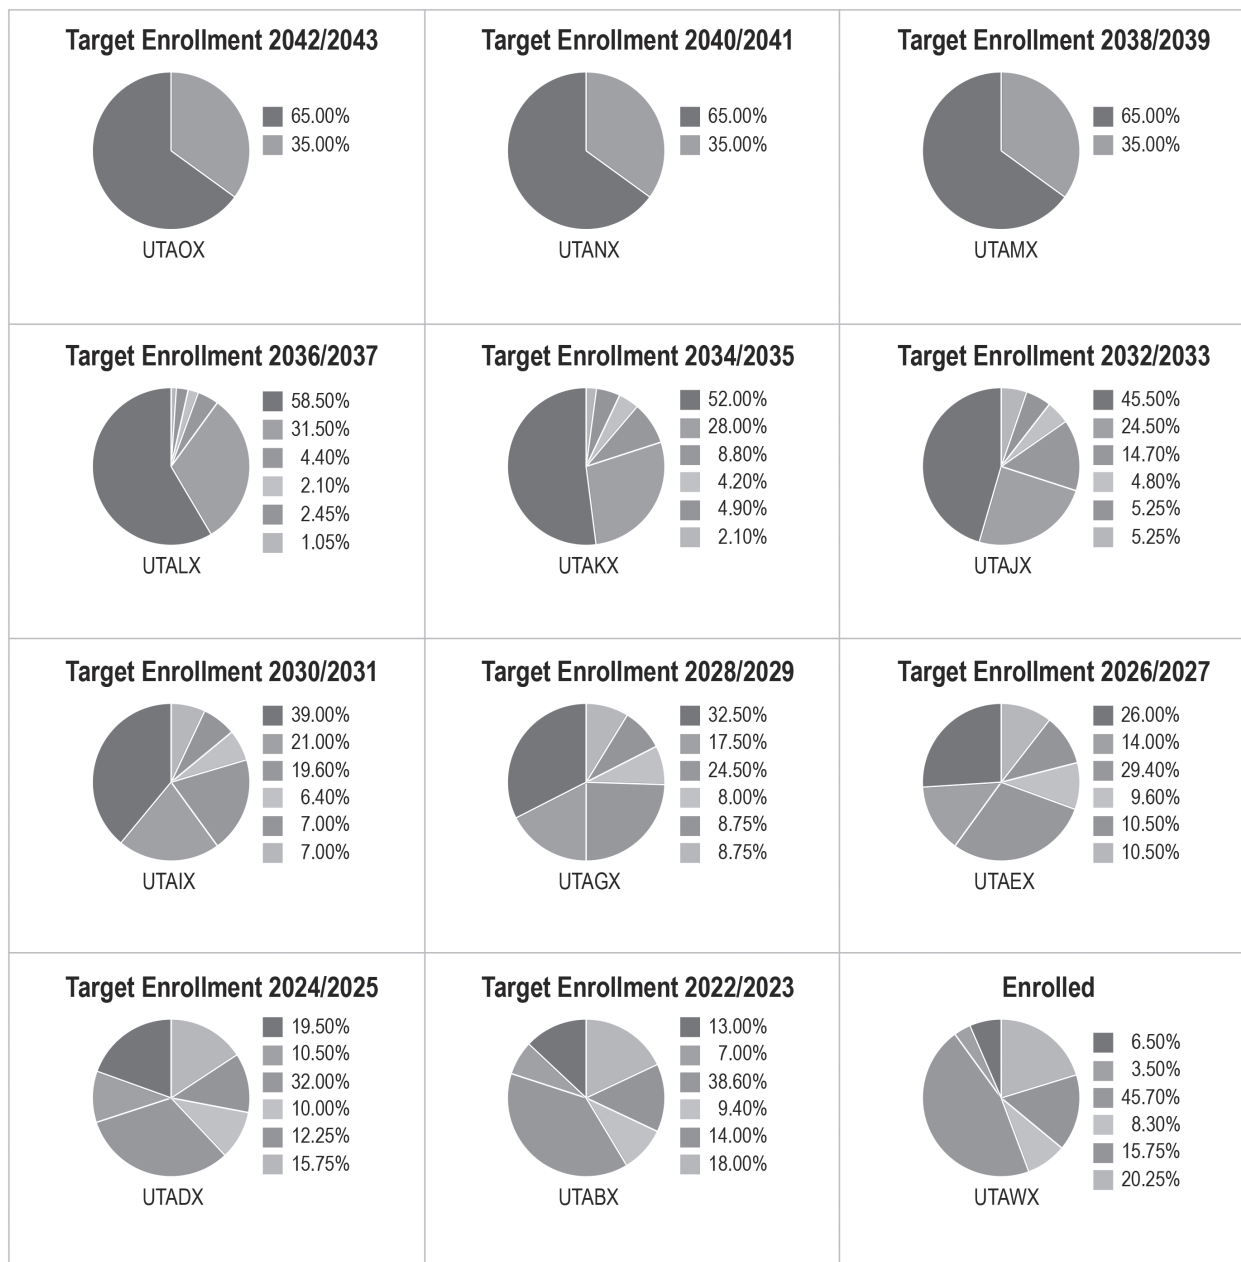 Target Enrollment 2042/2043
65.00%
35.00%
UTAOX
Target Enrollment 2040/2041
65.00%
35.00%
UTANX
Target Enrollment 2038/2039
65.00%
35.00%
UTAMX
Target Enrollment 2036/2037
58.50%
31.50%
4.40%
2.10%
2.45%
1.05%
UTALX
Target Enrollment 2034/2035
52.00%
28.00%
8.80%
4.20%
4.90%
2.10%
UTAKX
Target Enrollment 2032/2033
45.50%
24.50%
14.70%
4.80%
5.25%
5.25%
UTAJX
Target Enrollment 2030/2031
39.00%
21.00%
19.60%
6.40%
7.00%
7.00%
UTAIX
Target Enrollment 2028/2029
32.50%
17.50%
24.50%
8.00%
8.75%
8.75%
UTAGX
Target Enrollment 2026/2027
26.00%
14.00%
29.40%
9.60%
10.50%
10.50%
UTAEX
Target Enrollment 2024/2025
19.50%
10.50%
32.00%
10.00%
12.25%
15.75%
UTADX
Target Enrollment 2022/2023
13.00%
7.00%
38.60%
9.40%
14.00%
18.00%
UTABX
Enrolled
6.50%
3.50%
45.70%
8.30%
15.75%
20.25%
UTAWX